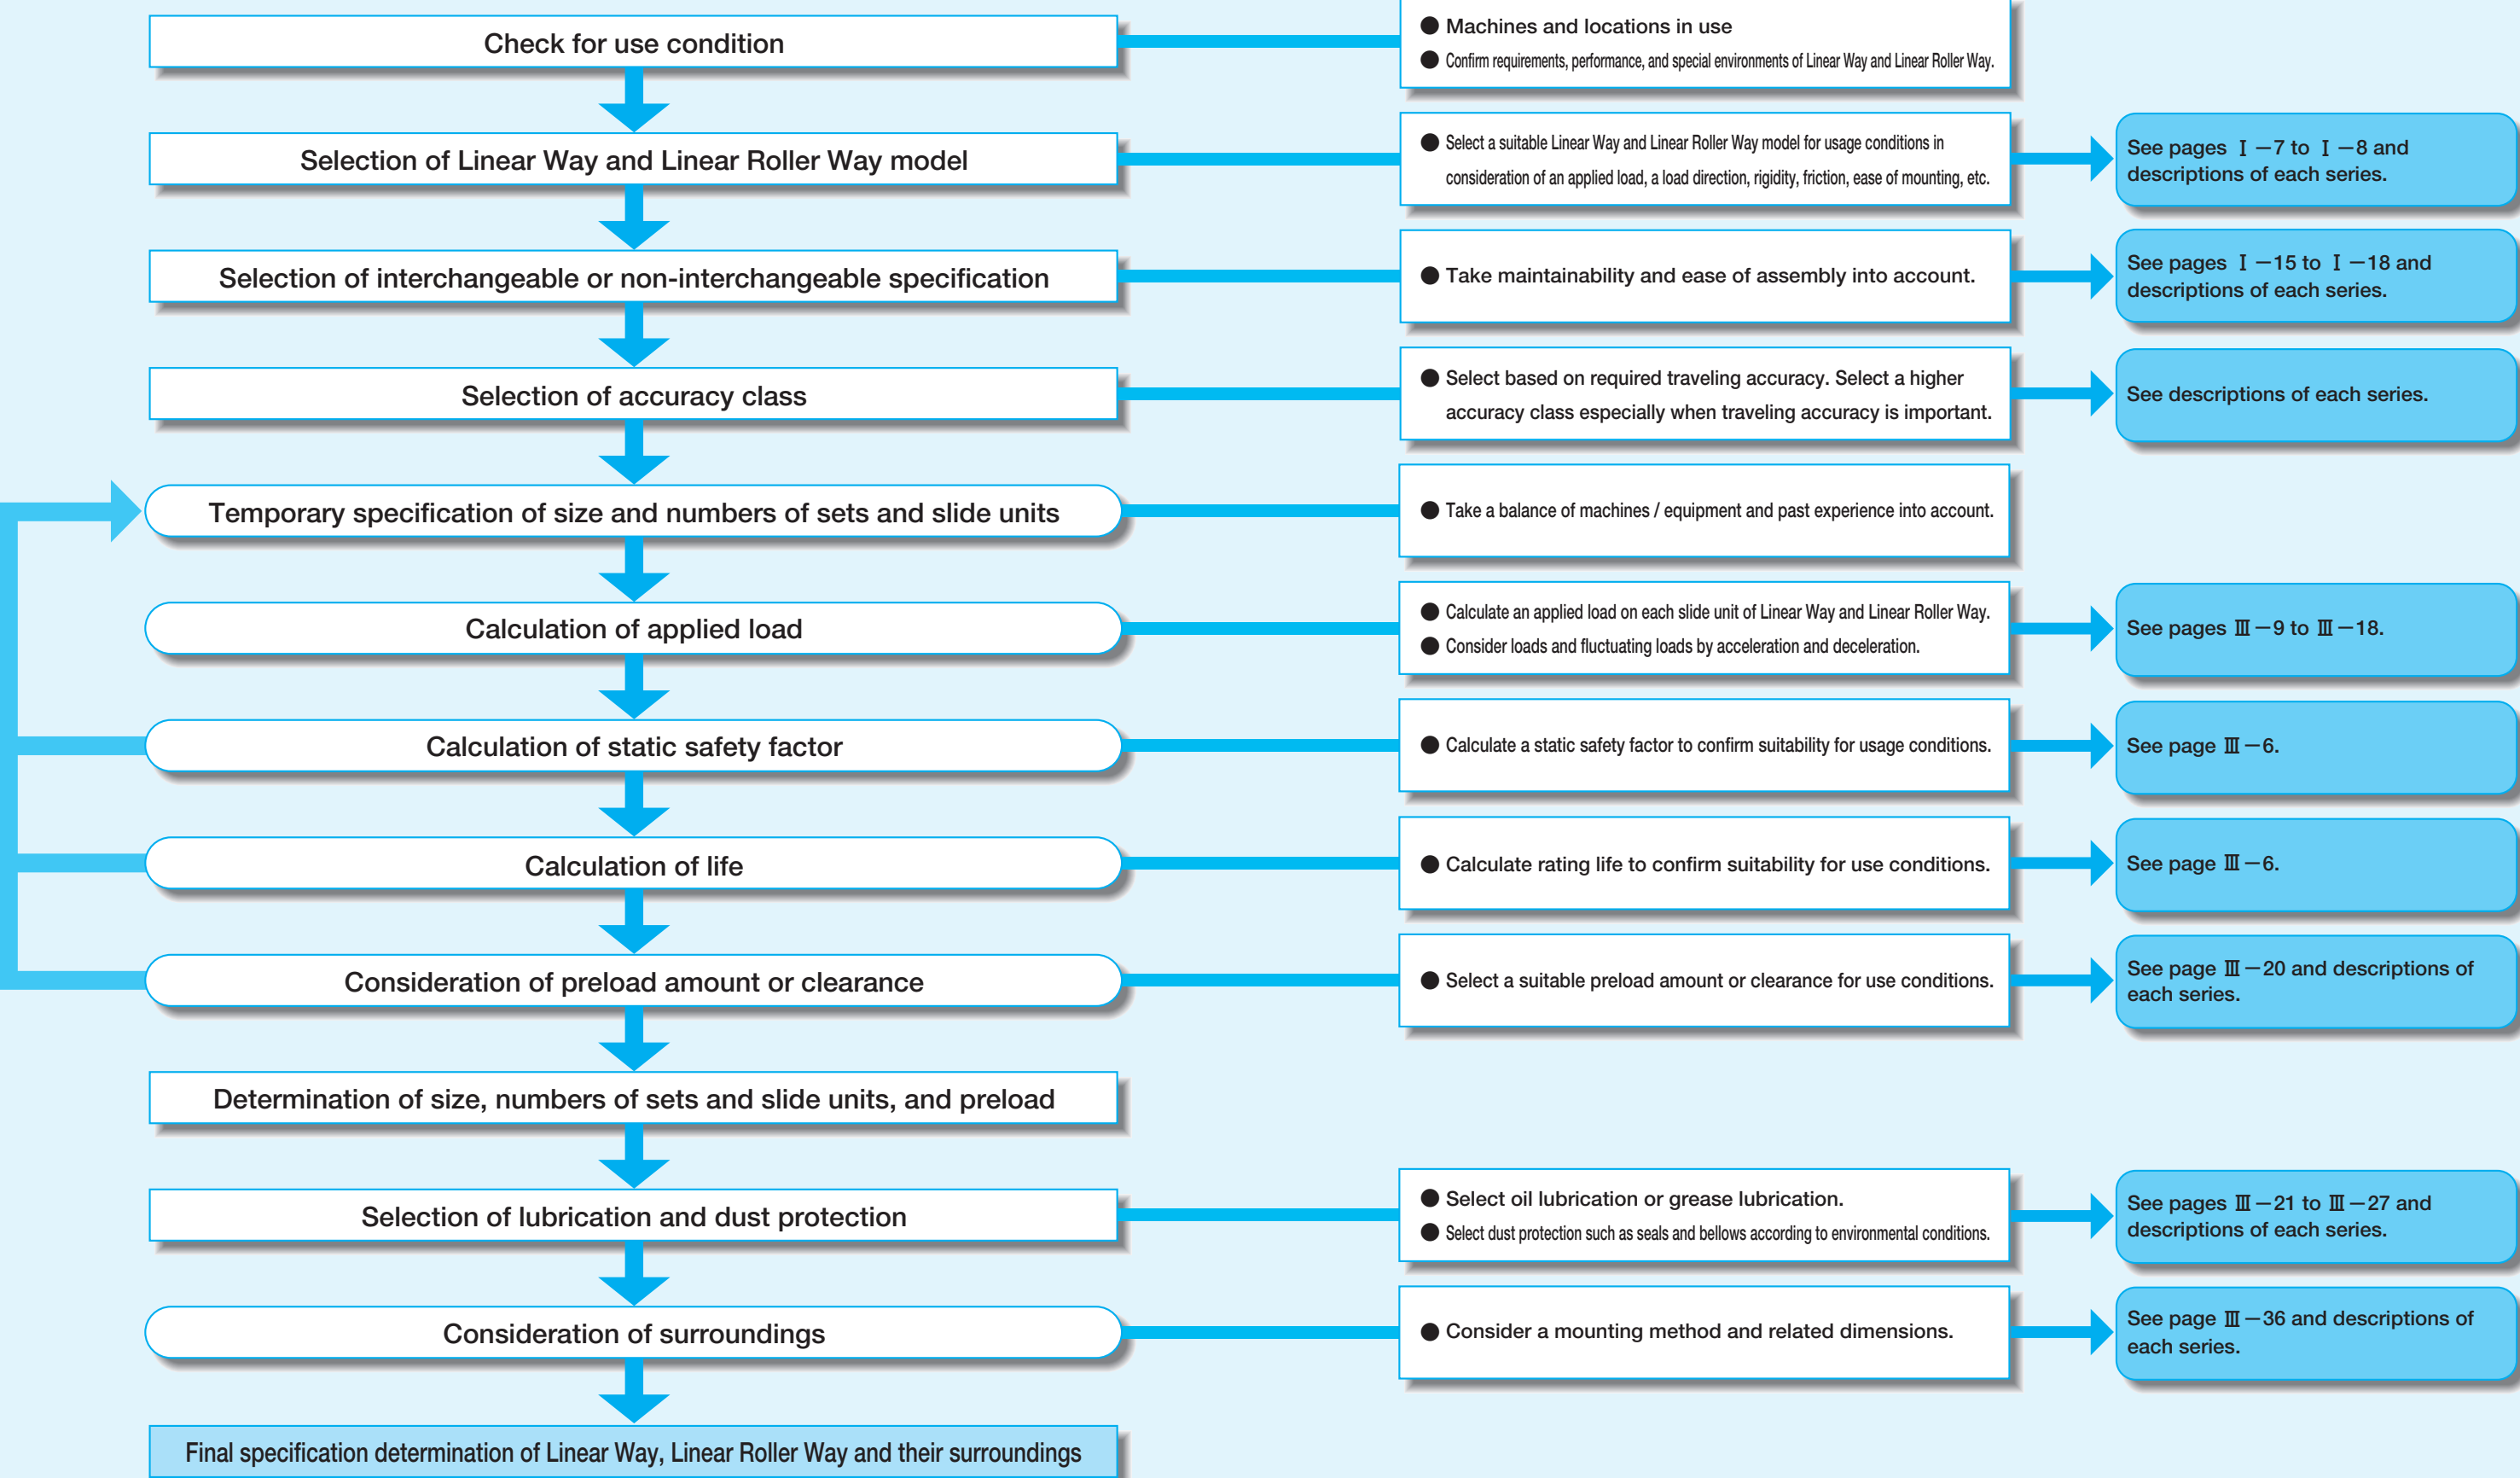 Check for use condition
● Machines and locations in use
● Confirm requirements, performance, and special environments of Linear Way and Linear Roller Way.
Selection of Linear Way and Linear Roller Way model
● Select a suitable Linear Way and Linear Roller Way model for usage conditions in
consideration of an applied load, a load direction, rigidity, friction, ease of mounting, etc.
See pages Ⅰ－7 to Ⅰ－8 and
descriptions of each series.
Selection of interchangeable or non-interchangeable specification
● Take maintainability and ease of assembly into account.
See pages Ⅰ－15 to Ⅰ－18 and
descriptions of each series.
Selection of accuracy class
● Select based on required traveling accuracy. Select a higher
accuracy class especially when traveling accuracy is important.
See descriptions of each series.
Temporary specification of size and numbers of sets and slide units
● Take a balance of machines / equipment and past experience into account.
Calculation of applied load
● Calculate an applied load on each slide unit of Linear Way and Linear Roller Way.
● Consider loads and fluctuating loads by acceleration and deceleration.
See pages Ⅲ－9 to Ⅲ－18.
Calculation of static safety factor
● Calculate a static safety factor to confirm suitability for usage conditions.
See page Ⅲ－6.
Calculation of life
● Calculate rating life to confirm suitability for use conditions.
See page Ⅲ－6.
Consideration of preload amount or clearance
● Select a suitable preload amount or clearance for use conditions.
See page Ⅲ－20 and descriptions of
each series.
Determination of size, numbers of sets and slide units, and preload
Selection of lubrication and dust protection
● Select oil lubrication or grease lubrication.
● Select dust protection such as seals and bellows according to environmental conditions.
See pages Ⅲ－21 to Ⅲ－27 and
descriptions of each series.
Consideration of surroundings
● Consider a mounting method and related dimensions.
See page Ⅲ－36 and descriptions of
each series.
Final specification determination of Linear Way, Linear Roller Way and their surroundings